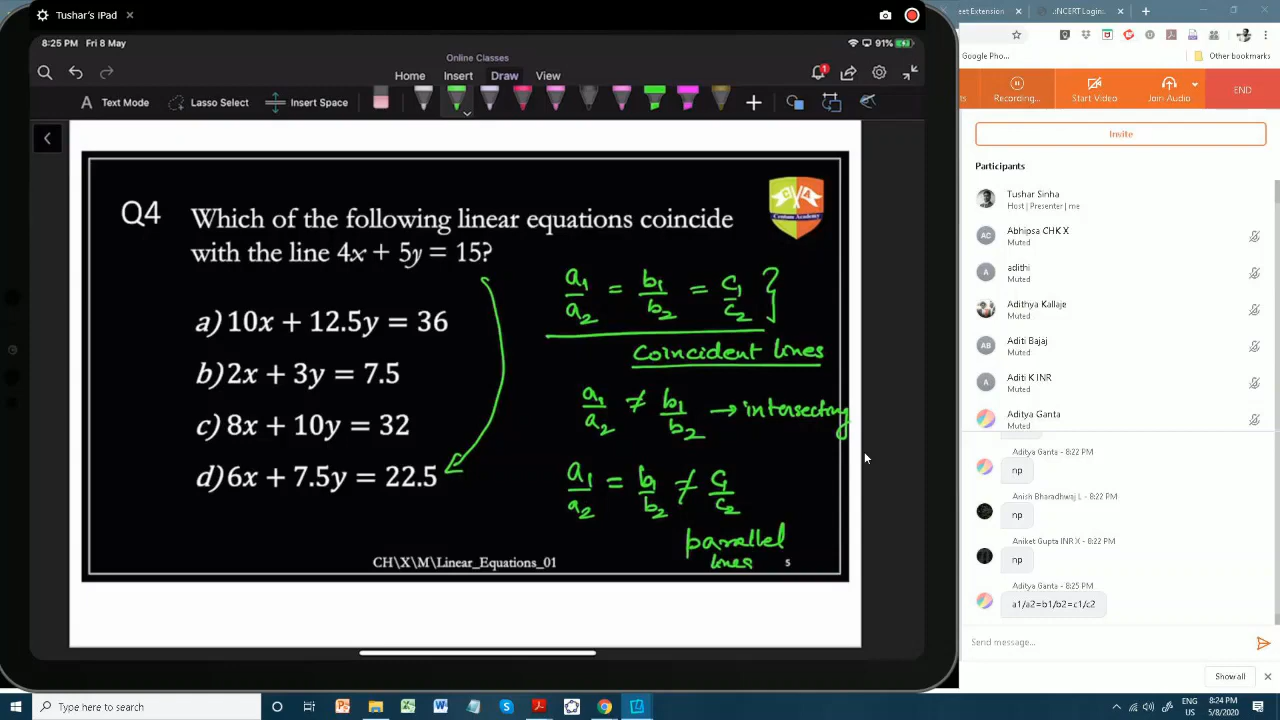 Tushar's iPad
eet Extension
NCERT Login
8:25 PM Fri 8 May
91%
Online Classes
Home Insert Draw View
Text Mode Lasso Select Insert Space
Google Pho...
Other bookmarks
Recording...
Start Video
Join Audio
END
Invite
Participants
Tushar Sinha
Host | Presenter | me
AC
Abhipsa CHK X
Muted
A
adithi
Muted
Adithya Kallaje
Muted
AB
Aditi Bajaj
Muted
A
Aditi K INR
Muted
Aditya Ganta
Muted
Q4
Which of the following linear equations coincide
with the line 4x + 5y = 15?
a) 10x + 12.5y = 36
b) 2x + 3y = 7.5
c) 8x + 10y = 32
d) 6x + 7.5y = 22.5
a1/a2 = b1/b2 = c1/c2 }
Coincident lines
a1/a2 ≠ b1/b2 → intersecting
a1/a2 = b1/b2 ≠ c1/c2
parallel
lines
CH\X\M\Linear_Equations_01
5
Aditya Ganta - 8:22 PM
np
Anish Bharadhwaj L - 8:22 PM
np
Aniket Gupta INR X - 8:22 PM
np
Aditya Ganta - 8:25 PM
a1/a2=b1/b2=c1/c2
Send message...
Show all
Type here to search
ENG
US
8:24 PM
5/8/2020